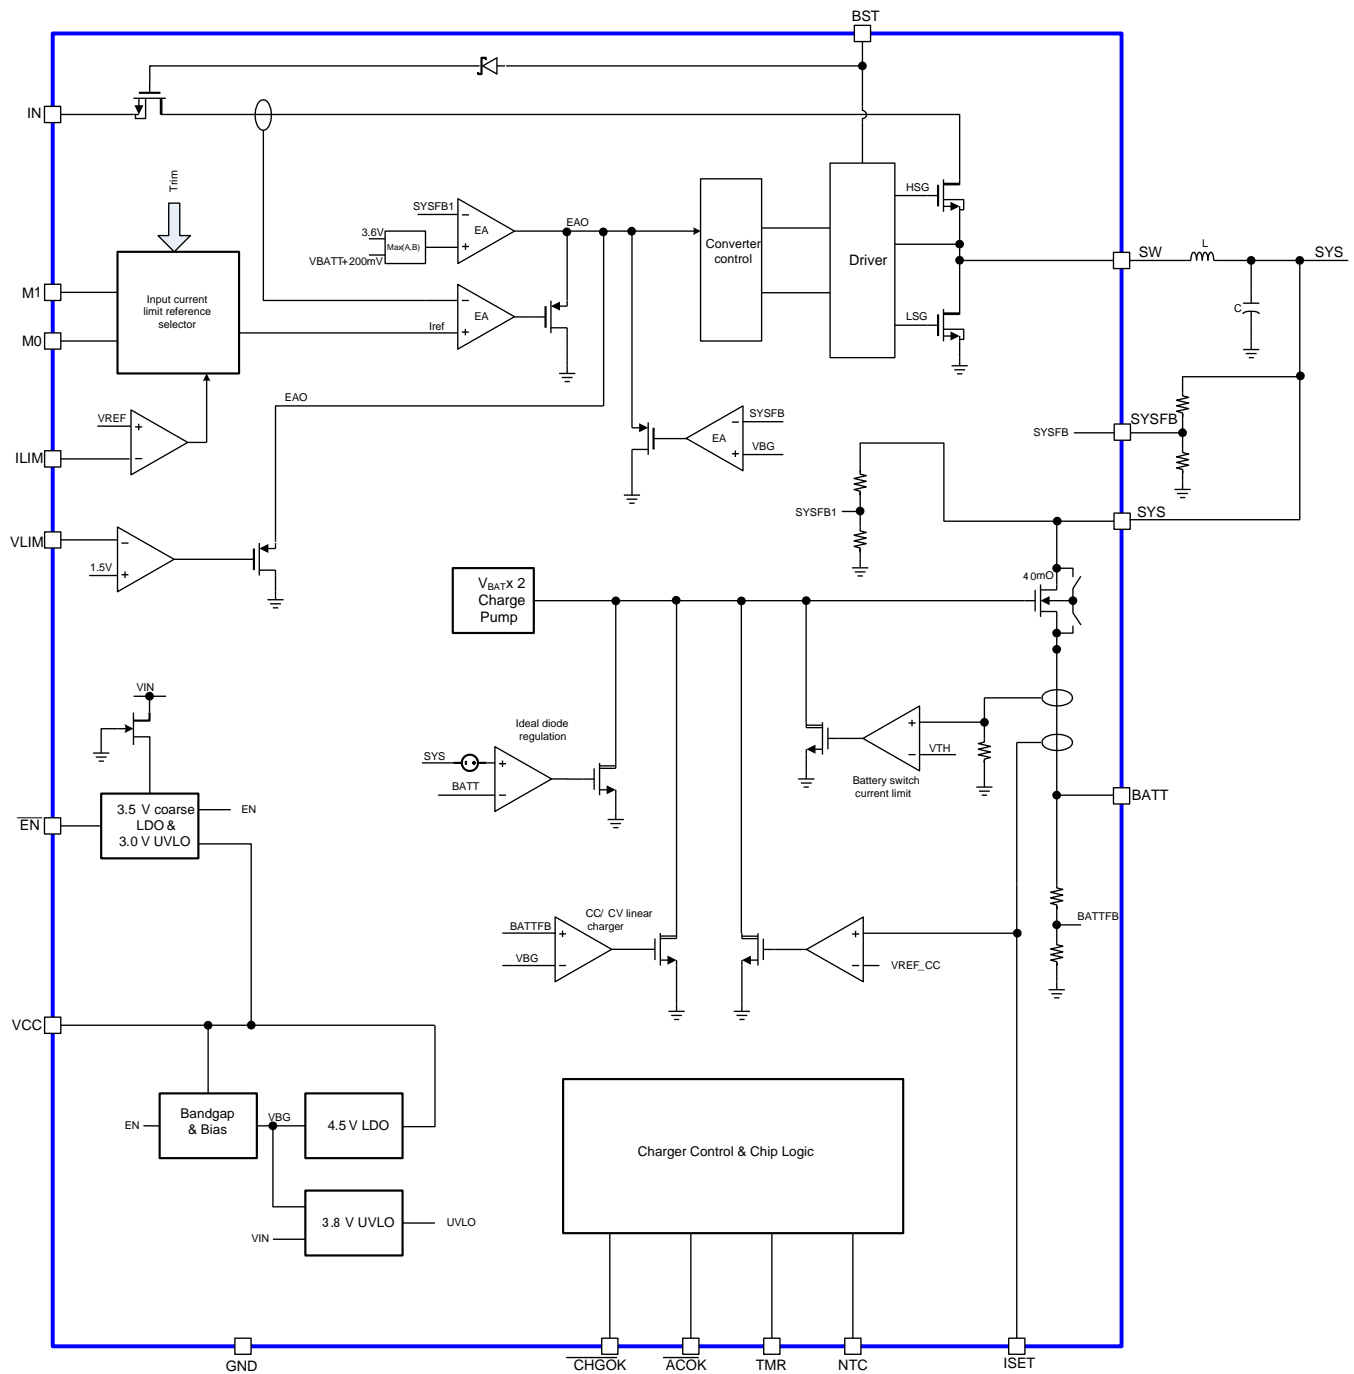 BST
IN
Trim
HSG
SYSFB1
EA
EAO
3.6V
Max(A,B)
VBATT+200mV
Converter
control
Driver
SW
L
SYS
M1
Input current
limit reference
selector
M0
Iref
EA
LSG
C
EAO
VREF
ILIM
SYSFB
EA
VBG
SYSFB
SYSFB
SYSFB1
SYS
VLIM
1.5V
40mΩ
VBAT x 2
Charge
Pump
VIN
Ideal diode
regulation
SYS
BATT
VTH
Battery switch
current limit
BATT
EN
3.5 V coarse
LDO &
3.0 V UVLO
EN
CC/ CV linear
charger
BATTFB
VBG
VREF_CC
BATTFB
VCC
EN
Bandgap
& Bias
VBG
4.5 V LDO
Charger Control & Chip Logic
3.8 V UVLO
UVLO
VIN
GND
CHGOK
ACOK
TMR
NTC
ISET